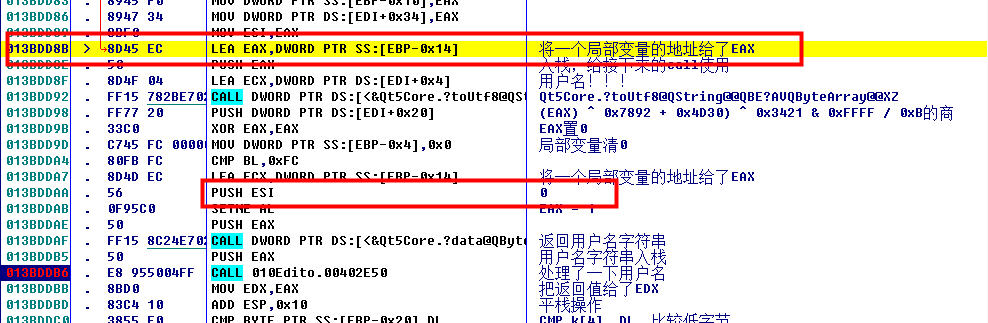 013BDD83 . 8945 F0 MOV DWORD PTR SS:[EBP-0x10],EAX
013BDD86 . 8947 34 MOV DWORD PTR DS:[EDI+0x34],EAX
013BDD89 . 8BF0 MOV ESI,EAX
013BDD8B > 8D45 EC LEA EAX,DWORD PTR SS:[EBP-0x14] 将一个局部变量的地址给了EAX
013BDD8E . 50 PUSH EAX 入栈,给接下来的call使用
013BDD8F . 8D4F 04 LEA ECX,DWORD PTR DS:[EDI+0x4] 用户名!!!
013BDD92 . FF15 782BE702 CALL DWORD PTR DS:[<&Qt5Core.?toUtf8@QSt Qt5Core.?toUtf8@QString@@QBE?AVQByteArray@@XZ
013BDD98 . FF77 20 PUSH DWORD PTR DS:[EDI+0x20] (EAX) ^ 0x7892 + 0x4D30) ^ 0x3421 & 0xFFFF / 0xB的商
013BDD9B . 33C0 XOR EAX,EAX EAX置0
013BDD9D . C745 FC 0000 MOV DWORD PTR SS:[EBP-0x4],0x0 局部变量清0
013BDDA4 . 80FB FC CMP BL,0xFC
013BDDA7 . 8D4D EC LEA ECX,DWORD PTR SS:[EBP-0x14] 将一个局部变量的地址给了EAX
013BDDAA . 56 PUSH ESI 0
013BDDAB . 0F95C0 SETNE AL EAX = 1
013BDDAE . 50 PUSH EAX
013BDDAF . FF15 8C24E702 CALL DWORD PTR DS:[<&Qt5Core.?data@QByt 返回用户名字符串
013BDDB5 . 50 PUSH EAX 用户名字符串入栈
013BDDB6 . E8 955004FF CALL 010Edito.00402E50 处理了一下用户名
013BDDBB . 8BD0 MOV EDX,EAX 把返回值给了EDX
013BDDBD . 83C4 10 ADD ESP,0x10 平栈操作
013BDDC0 . 3855 E0 CMP BYTE PTR SS:[EBP-0x20],DL CMP k[4], DL 比较低字节